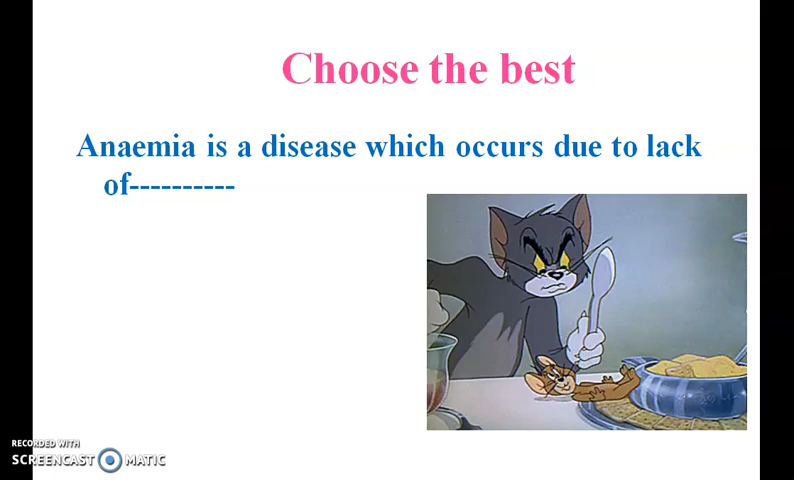 Choose the best
Anaemia is a disease which occurs due to lack
of----------
RECORDED WITH
SCREENCAST MATIC